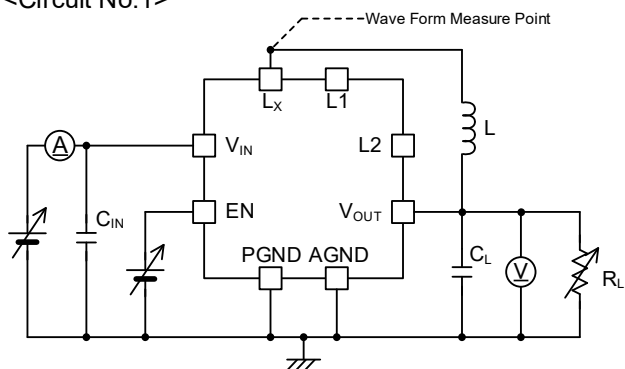 <Circuit No.1>
Wave Form Measure Point
LX L1
L
A
VIN
L2
CIN
EN
VOUT
PGND AGND
CL
V
RL